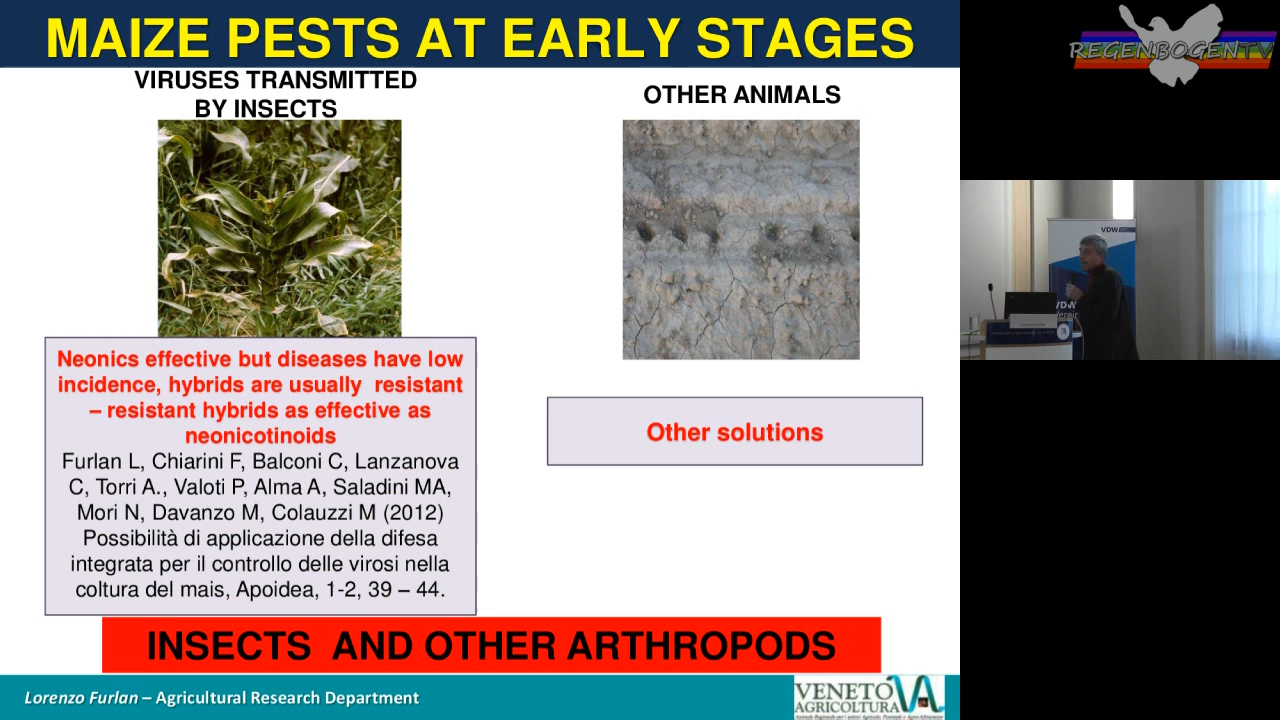 MAIZE PESTS AT EARLY STAGES
VIRUSES TRANSMITTED
BY INSECTS
OTHER ANIMALS
Neonics effective but diseases have low
incidence, hybrids are usually resistant
– resistant hybrids as effective as
neonicotinoids
Furlan L, Chiarini F, Balconi C, Lanzanova
C, Torri A., Valoti P, Alma A, Saladini MA,
Mori N, Davanzo M, Colauzzi M (2012)
Possibilità di applicazione della difesa
integrata per il controllo delle virosi nella
coltura del mais, Apoidea, 1-2, 39 – 44.
Other solutions
INSECTS AND OTHER ARTHROPODS
Lorenzo Furlan – Agricultural Research Department
VENETO
AGRICOLTURA
REGENBOGENTV
VDW
VDW